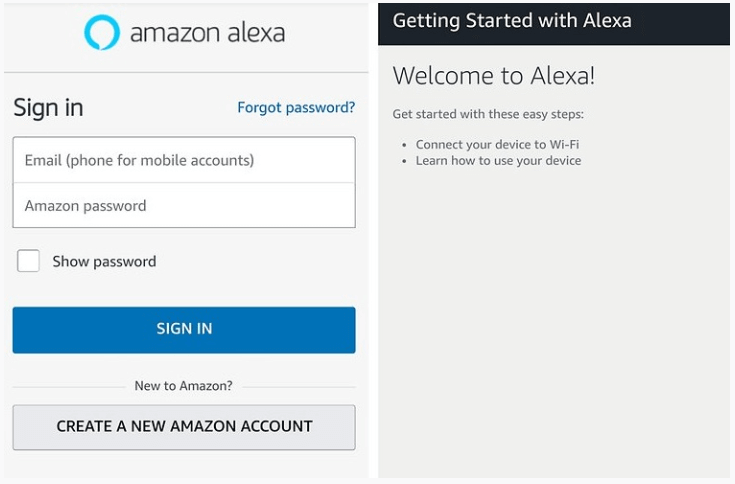 amazon alexa
Sign in
Forgot password?
Email (phone for mobile accounts)
Amazon password
Show password
SIGN IN
New to Amazon?
CREATE A NEW AMAZON ACCOUNT
Getting Started with Alexa
Welcome to Alexa!
Get started with these easy steps:
• Connect your device to Wi-Fi
• Learn how to use your device